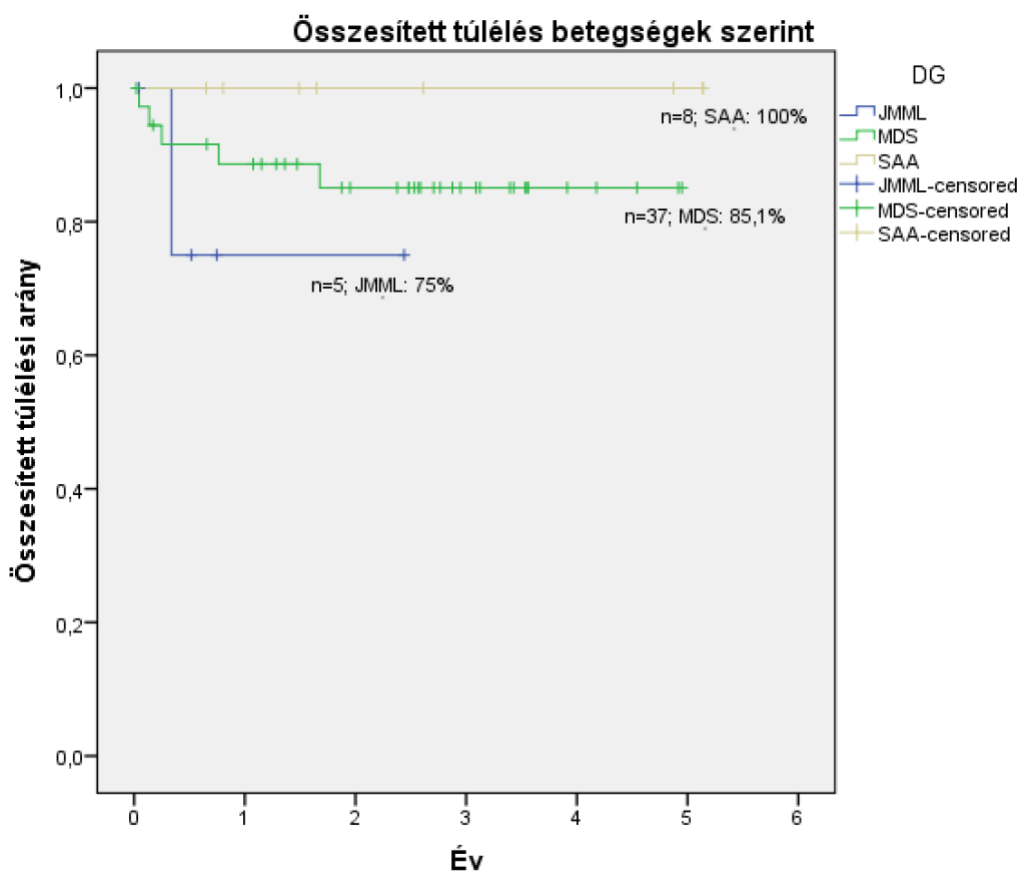 Összesített túlélés betegségek szerint
DG
JMML
MDS
SAA
JMML-censored
MDS-censored
SAA-censored
Összesített túlélési arány
1,0
0,8
0,6
0,4
0,2
0,0
n=8; SAA: 100%
n=37; MDS: 85,1%
n=5; JMML: 75%
0 1 2 3 4 5 6
Év